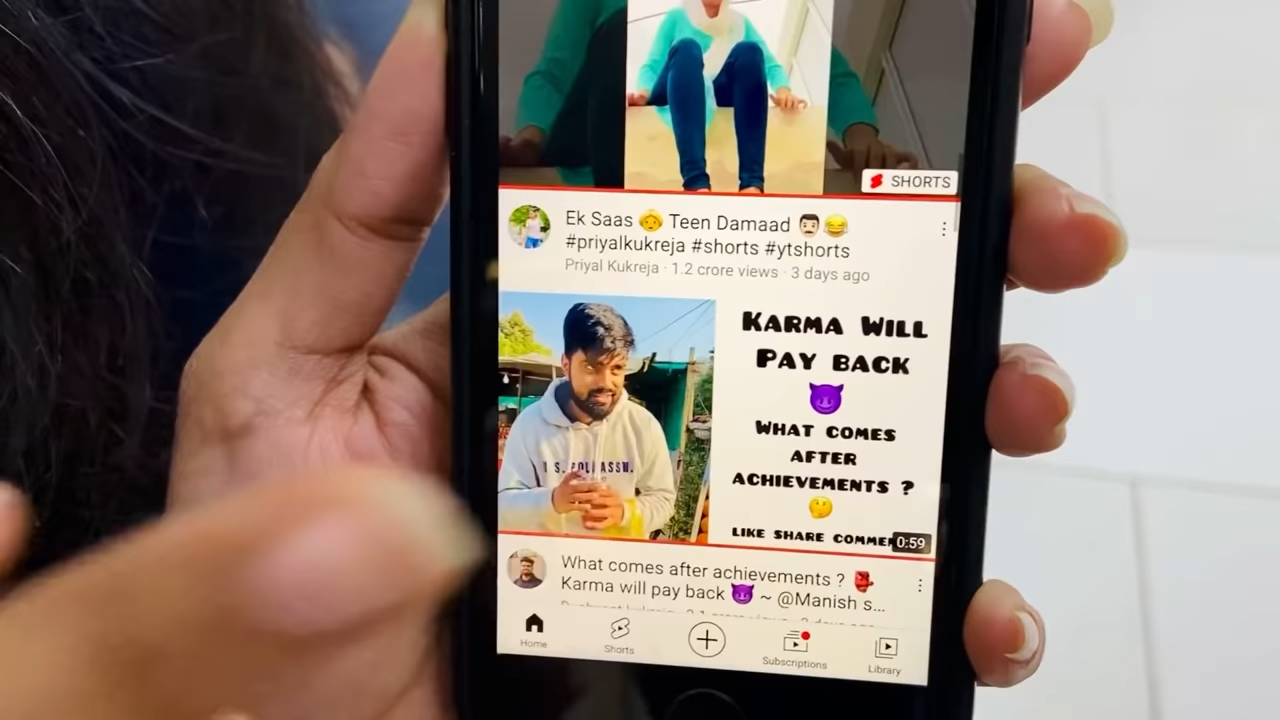 SHORTS
Ek Saas 👵 Teen Damaad 👨🏻😂
#priyalkukreja #shorts #ytshorts
Priyal Kukreja · 1.2 crore views · 3 days ago
KARMA WILL
PAY BACK
😈
WHAT COMES
AFTER
ACHIEVEMENTS ?
🤔
LIKE SHARE
0:59
What comes after achievements ? 👺
Karma will pay back 😈 ~ @Manish s...
Home
Shorts
Subscriptions
Library